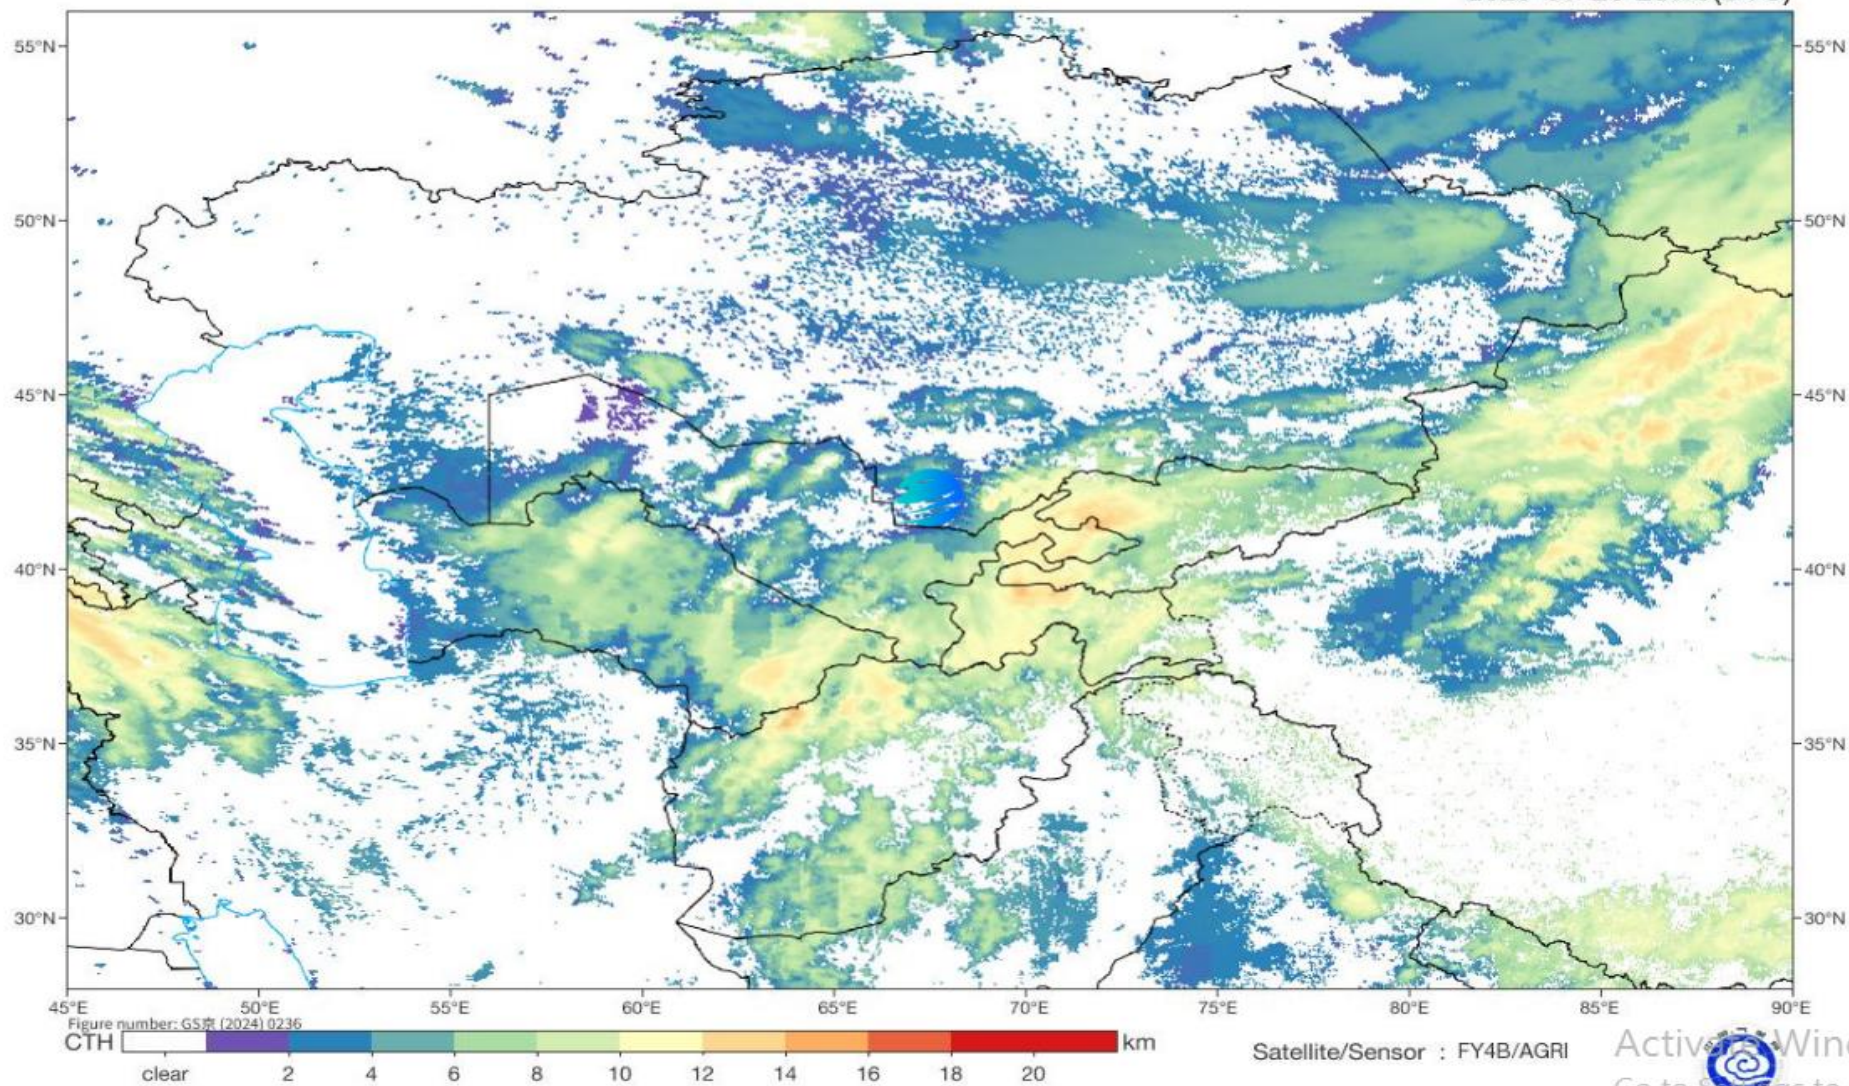 55°N 55°N
50°N 50°N
45°N 45°N
40°N 40°N
35°N 35°N
30°N 30°N
45°E 50°E 55°E 60°E 65°E 70°E 75°E 80°E 85°E 90°E
Figure number: GS京 (2024) 0236
CTH km
clear 2 4 6 8 10 12 14 16 18 20
Satellite/Sensor : FY4B/AGRI